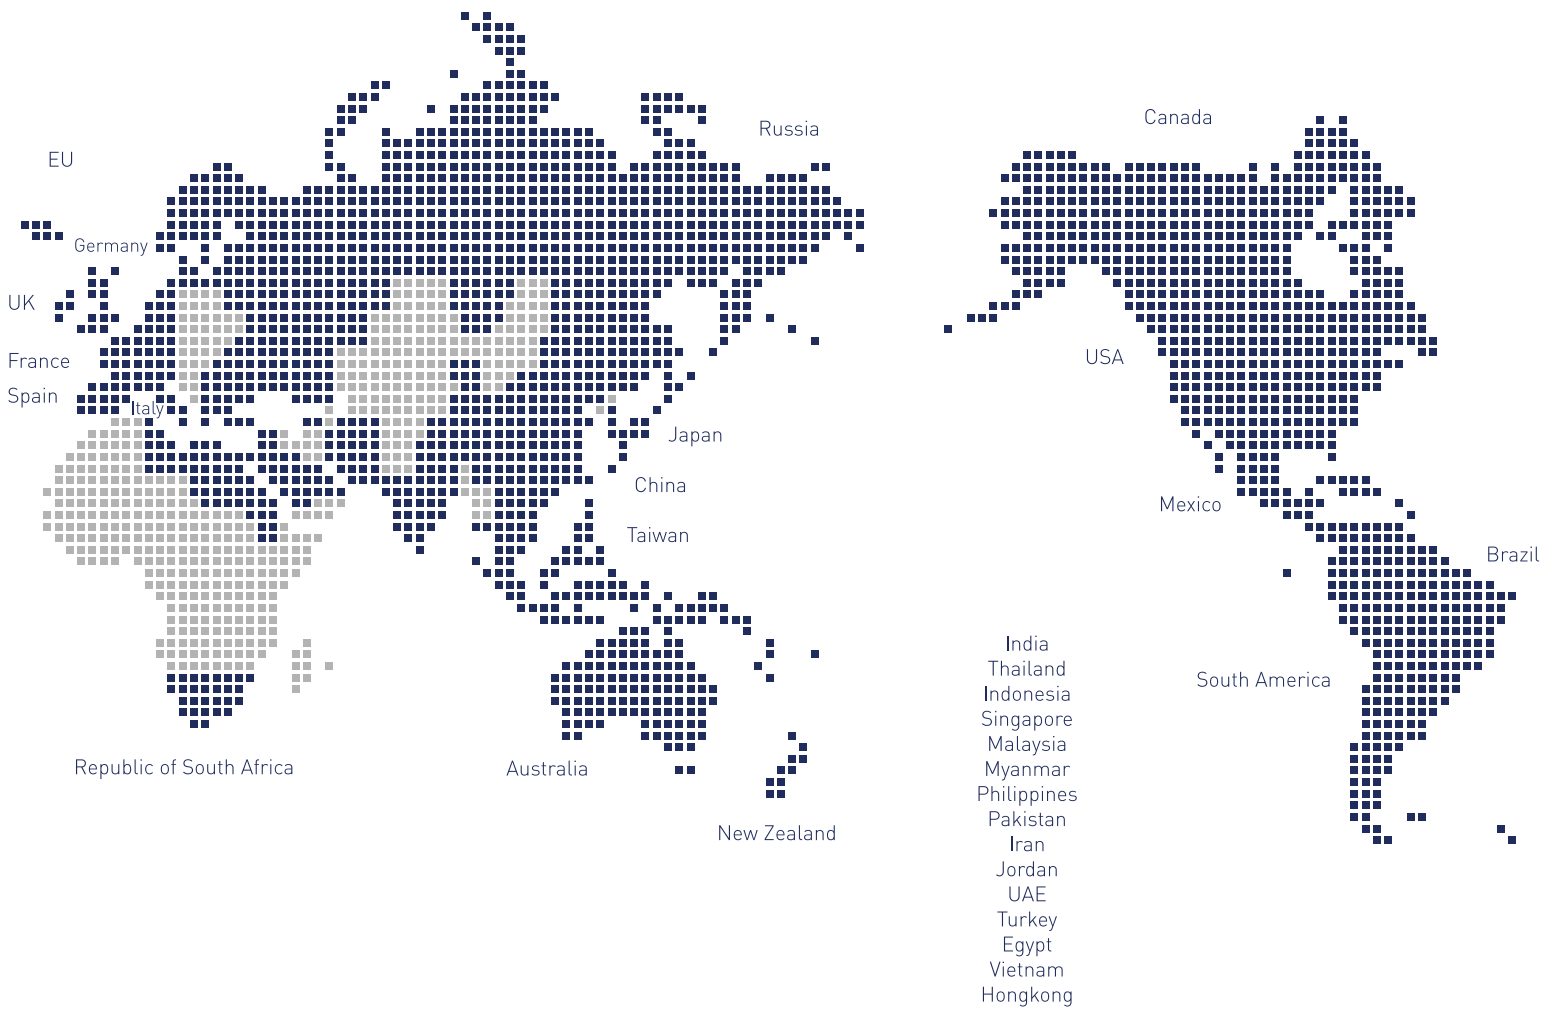 Canada
Russia
EU
Germany
UK
USA
France
Spain
Italy
Japan
China
Mexico
Taiwan
Brazil
South America
Republic of South Africa
Australia
New Zealand
India
Thailand
Indonesia
Singapore
Malaysia
Myanmar
Philippines
Pakistan
Iran
Jordan
UAE
Turkey
Egypt
Vietnam
Hongkong